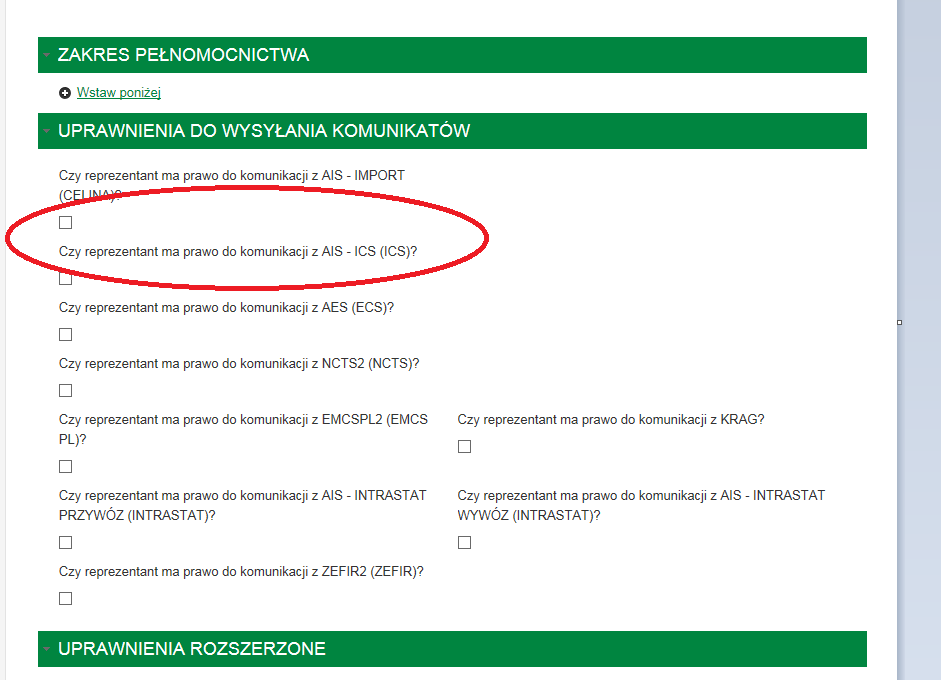 ZAKRES PEŁNOMOCNICTWA
Wstaw poniżej
UPRAWNIENIA DO WYSYŁANIA KOMUNIKATÓW
Czy reprezentant ma prawo do komunikacji z AIS - IMPORT
(CELINA)?
Czy reprezentant ma prawo do komunikacji z AIS - ICS (ICS)?
Czy reprezentant ma prawo do komunikacji z AES (ECS)?
Czy reprezentant ma prawo do komunikacji z NCTS2 (NCTS)?
Czy reprezentant ma prawo do komunikacji z EMCSPL2 (EMCS
PL)?
Czy reprezentant ma prawo do komunikacji z KRAG?
Czy reprezentant ma prawo do komunikacji z AIS - INTRASTAT
PRZYWÓZ (INTRASTAT)?
Czy reprezentant ma prawo do komunikacji z AIS - INTRASTAT
WYWÓZ (INTRASTAT)?
Czy reprezentant ma prawo do komunikacji z ZEFIR2 (ZEFIR)?
UPRAWNIENIA ROZSZERZONE